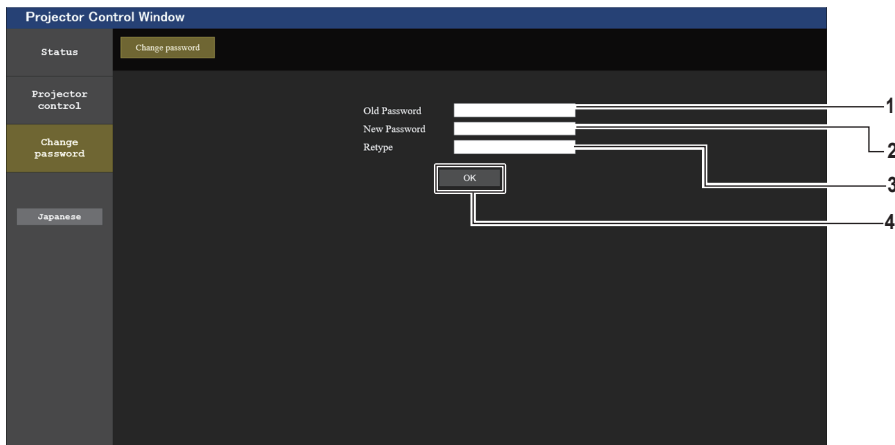 Projector Control Window
Status
Change password
Projector
control
Change
password
Japanese
Old Password
New Password
Retype
OK
1
2
3
4